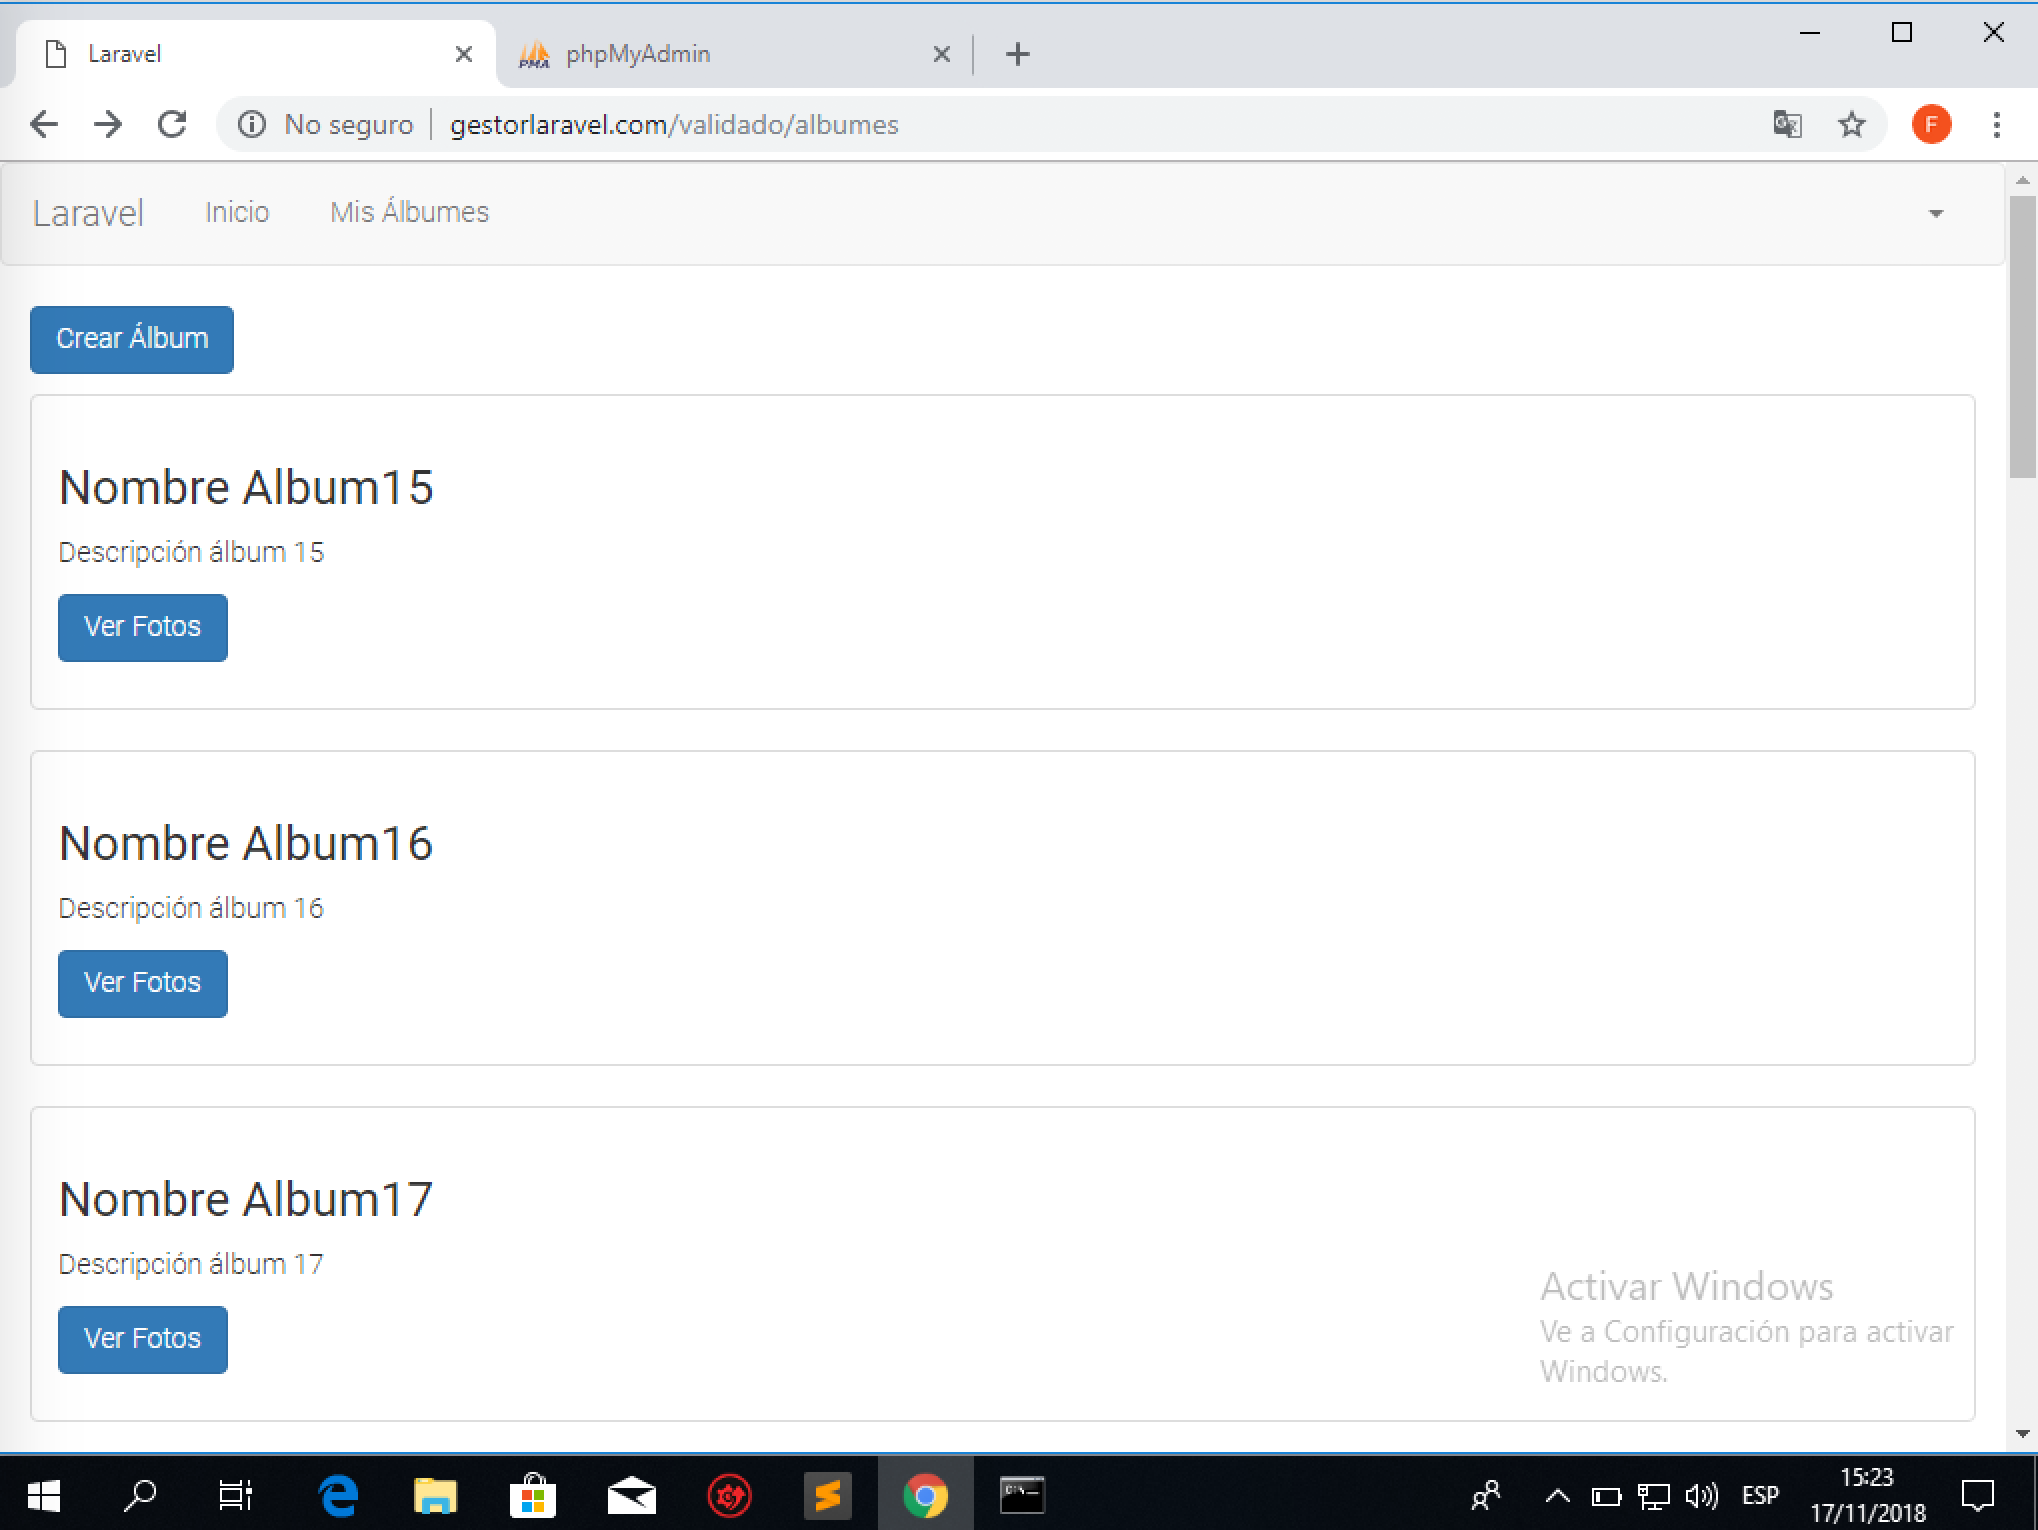 Laravel
phpMyAdmin
No seguro
gestorlaravel.com/validado/albumes
F
Laravel
Inicio
Mis Álbumes
Crear Álbum
Nombre Album15
Descripción álbum 15
Ver Fotos
Nombre Album16
Descripción álbum 16
Ver Fotos
Nombre Album17
Descripción álbum 17
Ver Fotos
Activar Windows
Ve a Configuración para activar
Windows.
ESP
15:23
17/11/2018